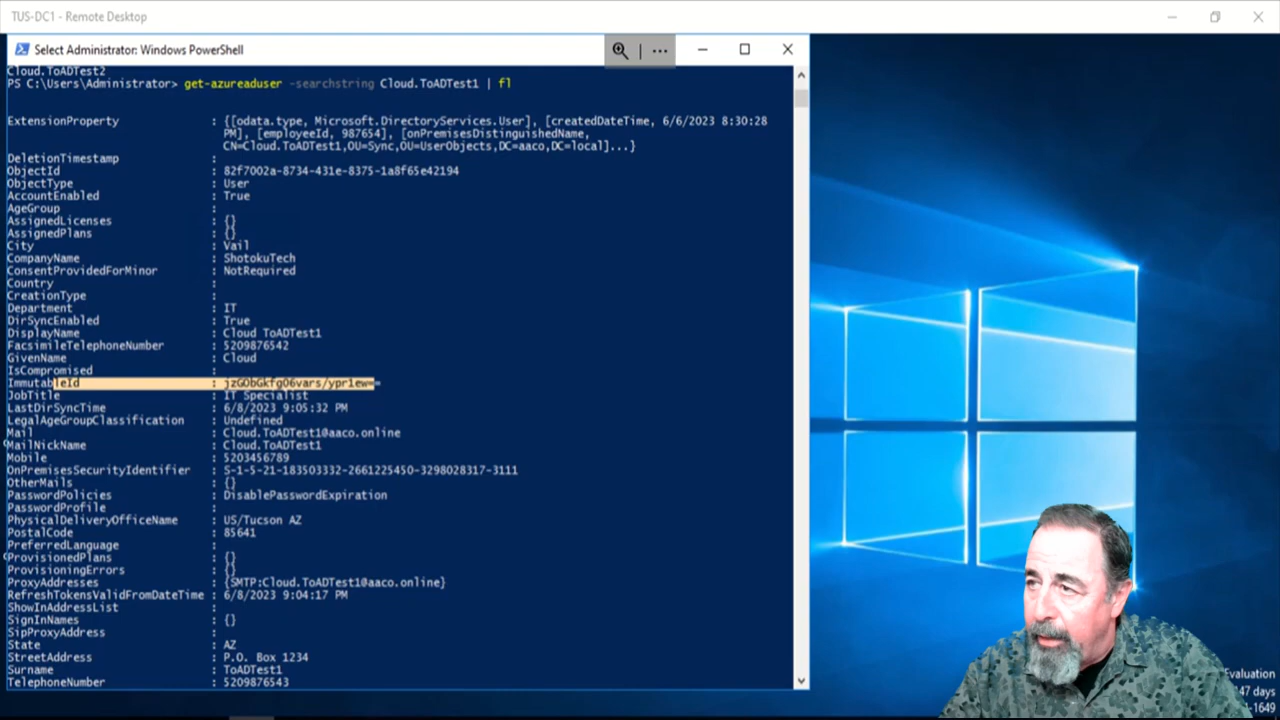 TUS-DC1 - Remote Desktop
Select Administrator: Windows PowerShell
Cloud.ToADTest2
PS C:\Users\Administrator> get-azureaduser -searchstring Cloud.ToADTest1 | fl
ExtensionProperty : {[odata.type, Microsoft.DirectoryServices.User], [createdDateTime, 6/6/2023 8:30:28
PM], [employeeId, 987654], [onPremisesDistinguishedName,
CN=Cloud.ToADTest1,OU=Sync,OU=UserObjects,DC=aaco,DC=local]...}
DeletionTimestamp :
ObjectId : 82f7002a-8734-431e-8375-1a8f65e42194
ObjectType : User
AccountEnabled : True
AgeGroup :
AssignedLicenses : {}
AssignedPlans : {}
City : Vail
CompanyName : ShotokuTech
ConsentProvidedForMinor : NotRequired
Country :
CreationType :
Department : IT
DirSyncEnabled : True
DisplayName : Cloud ToADTest1
FacsimileTelephoneNumber : 5209876542
GivenName : Cloud
IsCompromised :
ImmutableId :
JobTitle : IT Specialist
LastDirSyncTime : 6/8/2023 9:05:32 PM
LegalAgeGroupClassification : Undefined
Mail : Cloud.ToADTest1@aaco.online
MailNickName : Cloud.ToADTest1
Mobile : 5203456789
OnPremisesSecurityIdentifier : S-1-5-21-183503332-2661225450-3298028317-3111
OtherMails : {}
PasswordPolicies : DisablePasswordExpiration
PasswordProfile :
PhysicalDeliveryOfficeName : US/Tucson AZ
PostalCode : 85641
PreferredLanguage :
ProvisionedPlans : {}
ProvisioningErrors : {}
ProxyAddresses : {SMTP:Cloud.ToADTest1@aaco.online}
RefreshTokensValidFromDateTime : 6/8/2023 9:04:17 PM
ShowInAddressList :
SignInNames : {}
SipProxyAddress :
State : AZ
StreetAddress : P.O. Box 1234
Surname : ToADTest1
TelephoneNumber : 5209876543
Evaluation
47 days
-1649